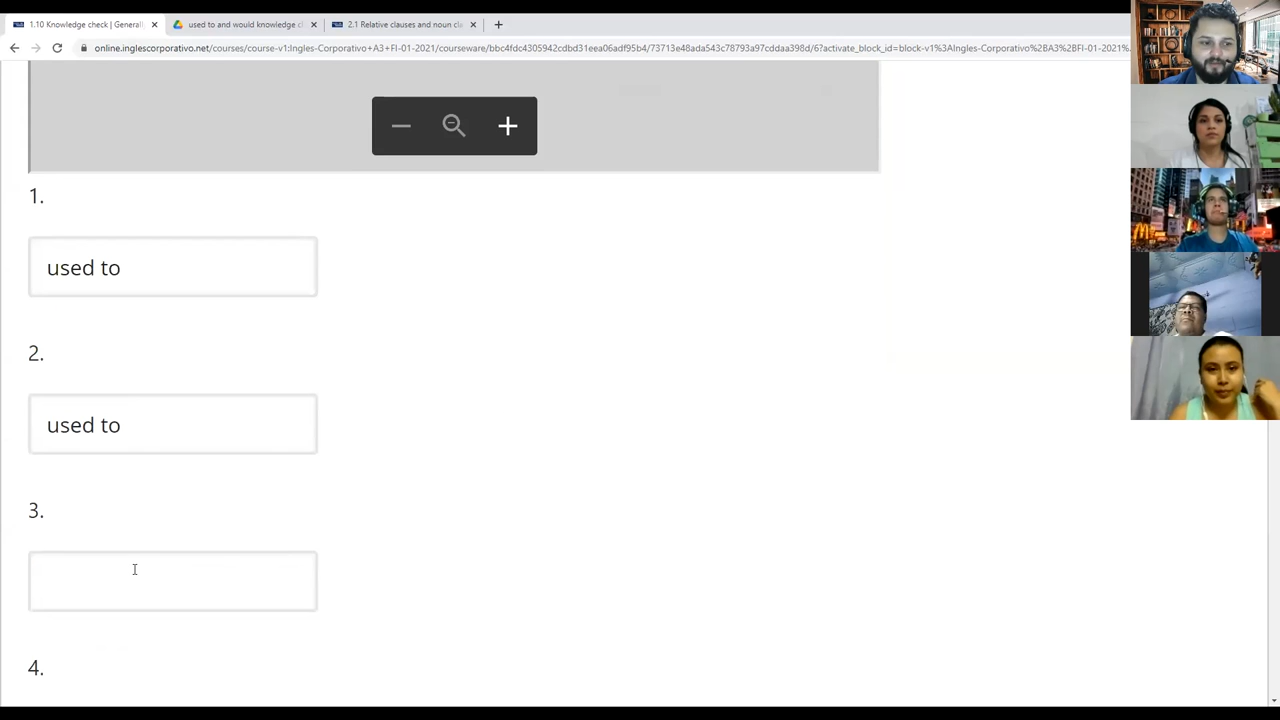 1.10 Knowledge check | Generall
used to and would knowledge c
2.1 Relative clauses and noun cl
online.inglescorporativo.net/courses/course-v1:Ingles-Corporativo+A3+FI-01-2021/courseware/bbc4fdc4305942cdbd31eea06adf95b4/73713e48ada543c78793a97cddaa398d/6?activate_block_id=block-v1%3AIngles-Corporativo%2BA3%2BFI-01-2021%
1.
used to
2.
used to
3.
4.